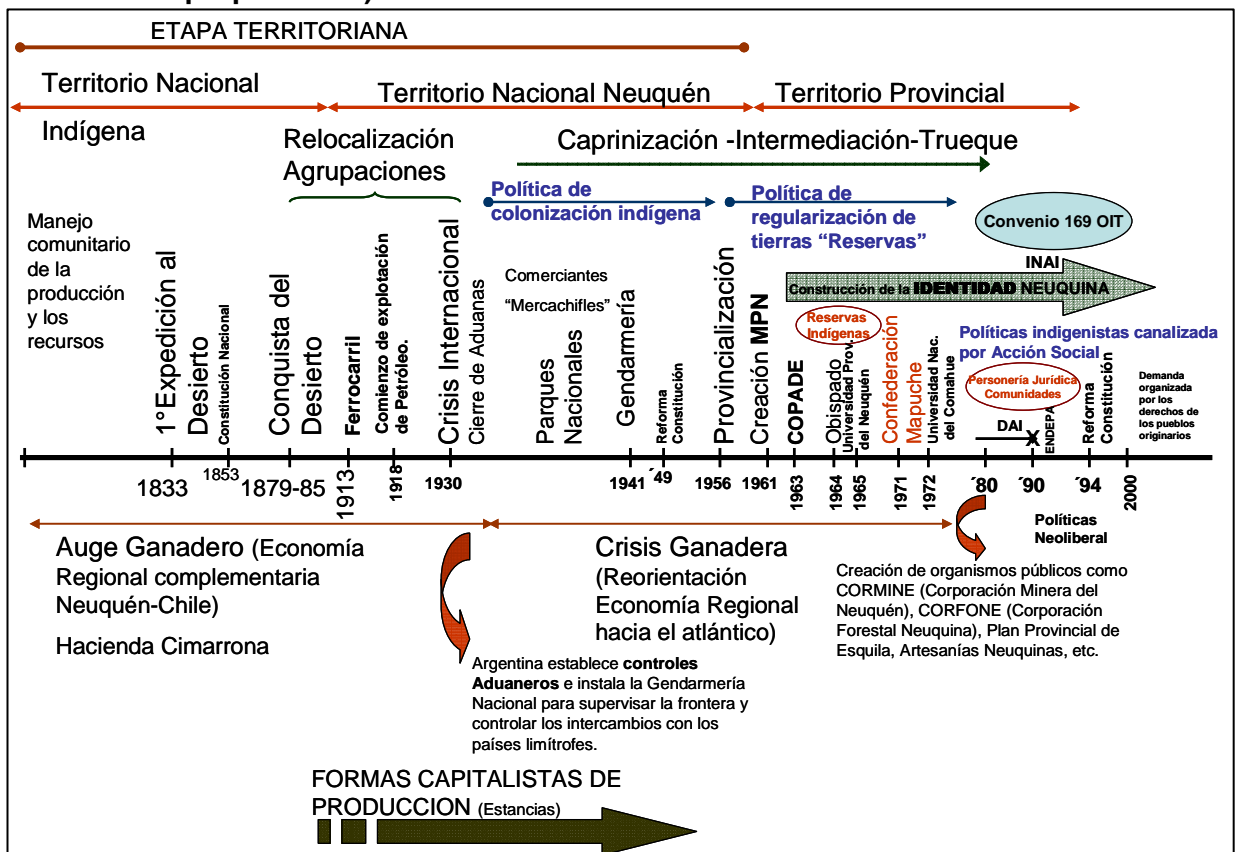 ETAPA TERRITORIANA
Territorio Nacional
Indígena
Territorio Nacional Neuquén
Territorio Provincial
Relocalización
Agrupaciones
Caprinización -Intermediación-Trueque
Política de
colonización indígena
Política de
regularización de
tierras “Reservas”
Convenio 169 OIT
INAI
Construcción de la IDENTIDAD NEUQUINA
Manejo
comunitario
de la
producción
y los
recursos
1°Expedición al
Desierto
Constitución Nacional
Conquista del
Desierto
Ferrocarril
Comienzo de explotación
de Petróleo.
Crisis Internacional
Cierre de Aduanas
Comerciantes
“Mercachifles”
Parques
Nacionales
Gendarmería
Reforma
Constitución
Provincialización
Creación MPN
COPADE
Reservas
Indígenas
Obispado
Universidad Prov.
del Neuquén
Confederación
Mapuche
Universidad Nac.
del Comahue
Políticas indigenistas canalizada
por Acción Social
Personería Jurídica
Comunidades
DAI
X
ENDEPA
Reforma
Constitución
Demanda
organizada
por los
derechos de
los pueblos
originarios
1833
1853
1879-85
1913
1918
1930
1941
´49
1956
1961
1963
1964
1965
1971
1972
´80
´90
´94
2000
Auge Ganadero (Economía
Regional complementaria
Neuquén-Chile)
Hacienda Cimarrona
Crisis Ganadera
(Reorientación
Economía Regional
hacia el atlántico)
Políticas
Neoliberal
Creación de organismos públicos como
CORMINE (Corporación Minera del
Neuquén), CORFONE (Corporación
Forestal Neuquina), Plan Provincial de
Esquila, Artesanías Neuquinas, etc.
Argentina establece controles
Aduaneros e instala la Gendarmería
Nacional para supervisar la frontera y
controlar los intercambios con los
países limítrofes.
FORMAS CAPITALISTAS DE
PRODUCCION (Estancias)